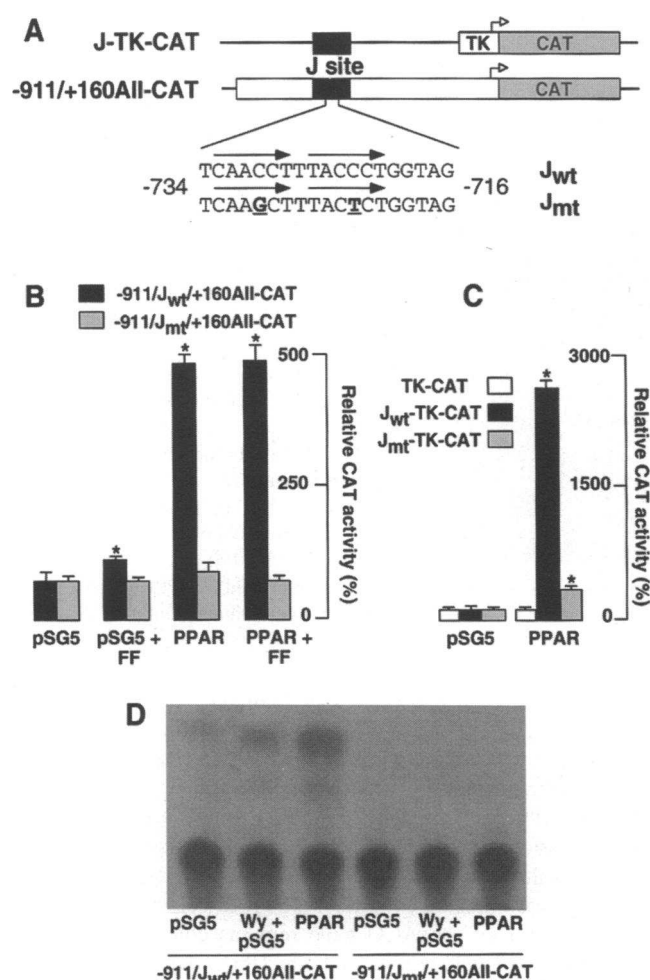 A
J-TK-CAT
TK
CAT
J site
-911/+160AII-CAT
CAT
-734
TCAACCTTTACCCTGGTAG
-716
Jwt
TCAAGCTTTACTCTGGTAG
Jmt
B
-911/Jwt/+160AII-CAT
-911/Jmt/+160AII-CAT
* * *
500
250
0
Relative CAT activity (%)
pSG5
pSG5 + FF
PPAR
PPAR + FF
C
TK-CAT
Jwt-TK-CAT
Jmt-TK-CAT
* *
3000
1500
0
Relative CAT activity (%)
pSG5
PPAR
D
pSG5
Wy + pSG5
PPAR
pSG5
Wy + pSG5
PPAR
-911/Jwt/+160AII-CAT
-911/Jmt/+160AII-CAT